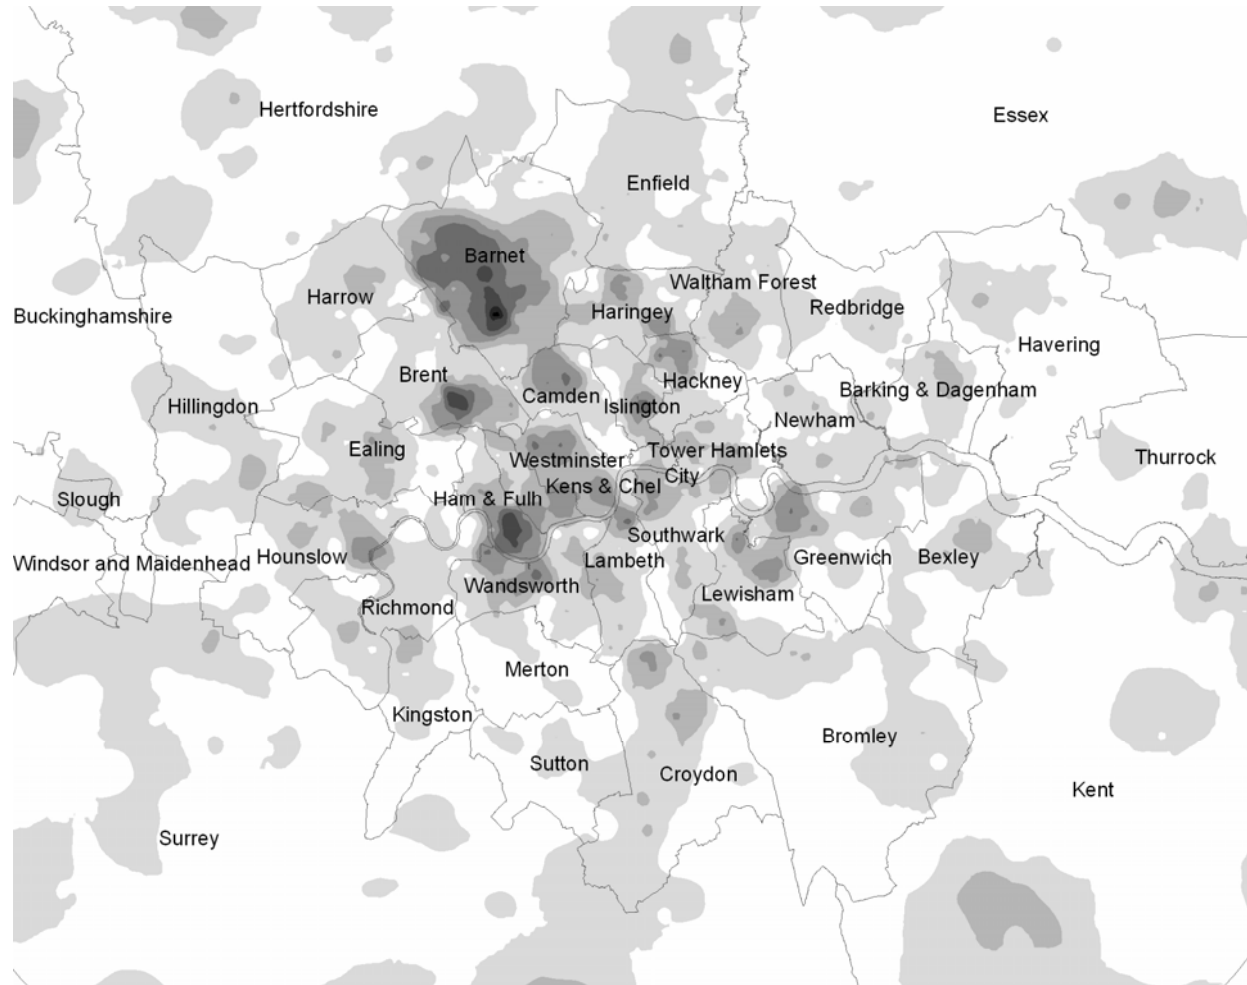 Hertfordshire
Essex
Enfield
Barnet
Waltham Forest
Harrow
Redbridge
Haringey
Buckinghamshire
Havering
Brent
Hackney
Barking & Dagenham
Camden
Hillingdon
Islington
Newham
Ealing
Tower Hamlets
Westminster
Thurrock
City
Kens & Chel
Slough
Ham & Fulh
Southwark
Hounslow
Greenwich
Bexley
Lambeth
Windsor and Maidenhead
Wandsworth
Lewisham
Richmond
Merton
Kingston
Bromley
Sutton
Croydon
Kent
Surrey